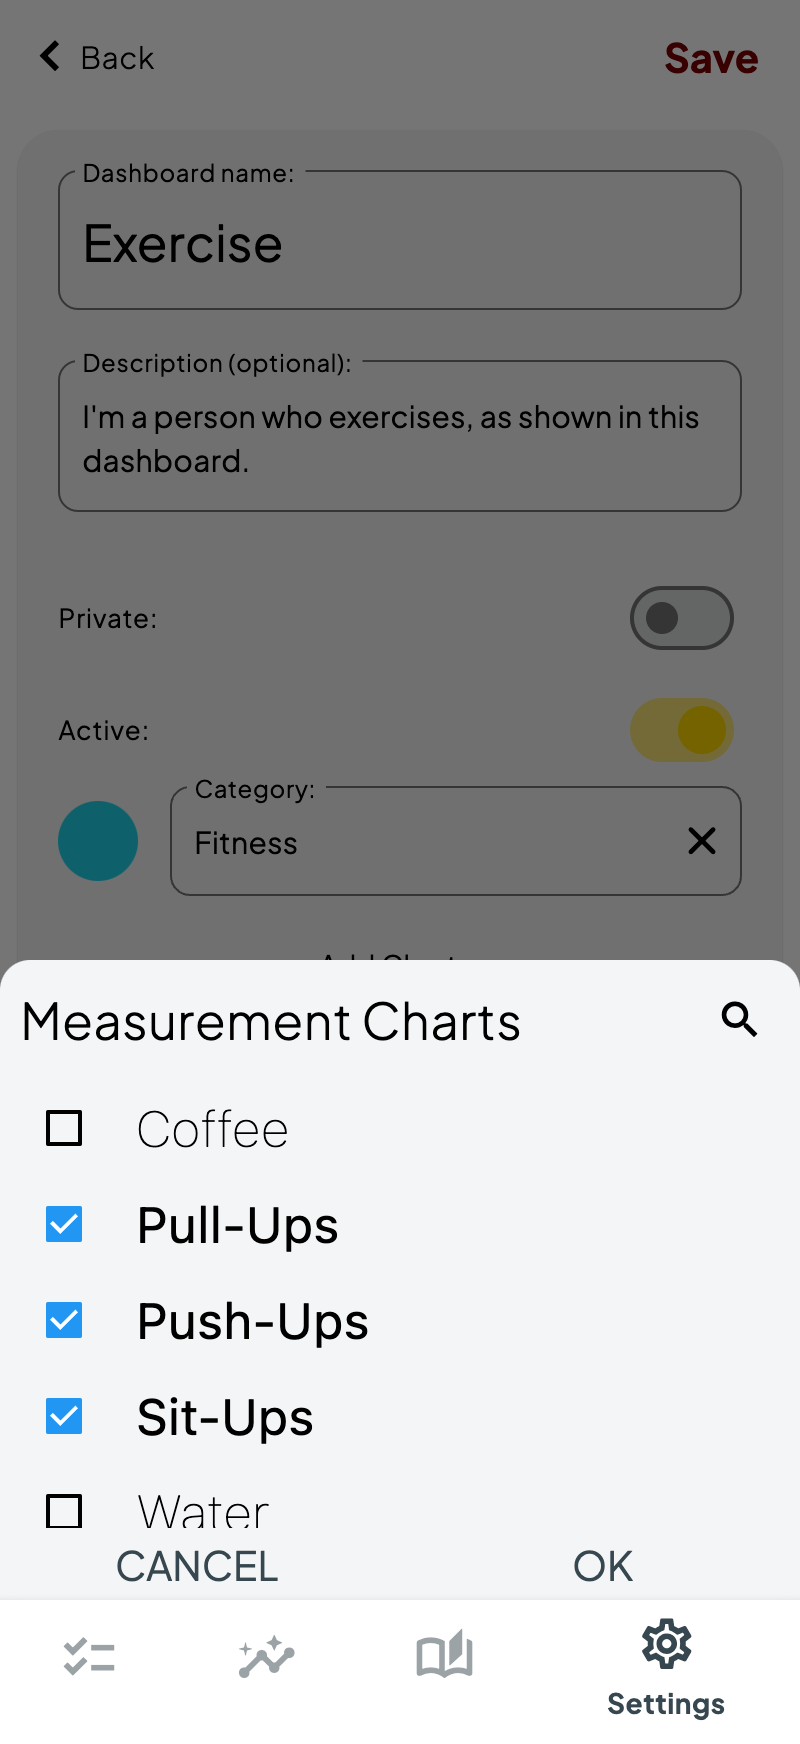 Back
Save
Dashboard name:
Exercise
Description (optional):
I'm a person who exercises, as shown in this
dashboard.
Private:
Active:
Category:
Fitness
Measurement Charts
Coffee
Pull-Ups
Push-Ups
Sit-Ups
Water
CANCEL
OK
Settings